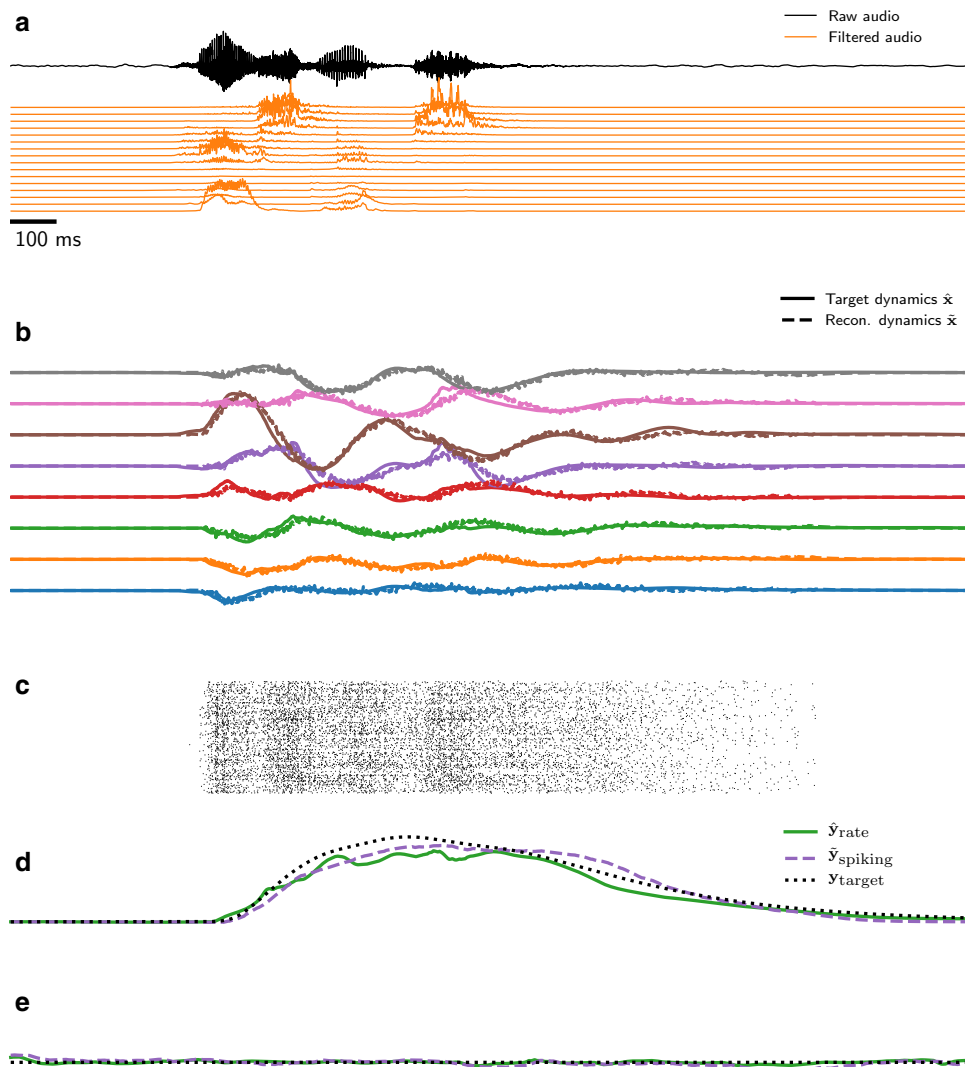 a
Raw audio
Filtered audio
100 ms
Target dynamics x̂
Recon. dynamics x̃
b
c
ŷrate
ỹspiking
ytarget
d
e